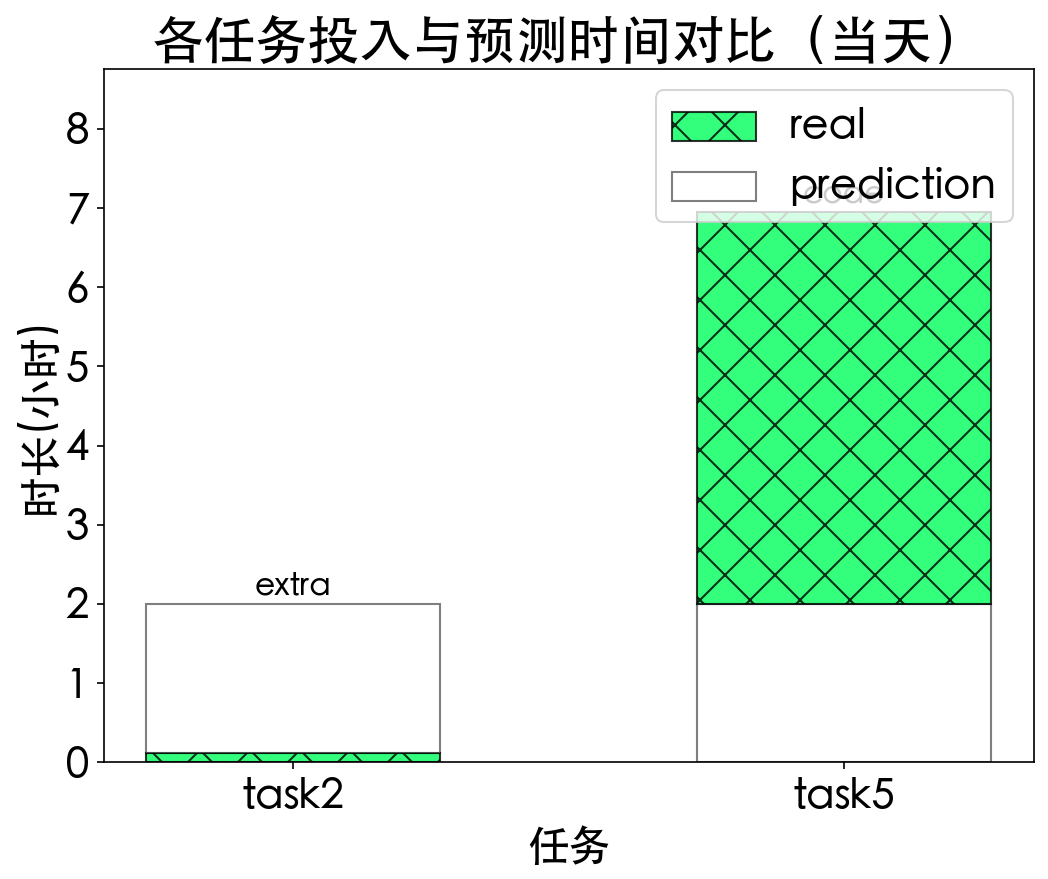 各任务投入与预测时间对比（当天）
real
prediction
code
8
7
6
5
4
3
2
1
0
时长(小时)
extra
task2
task5
任务